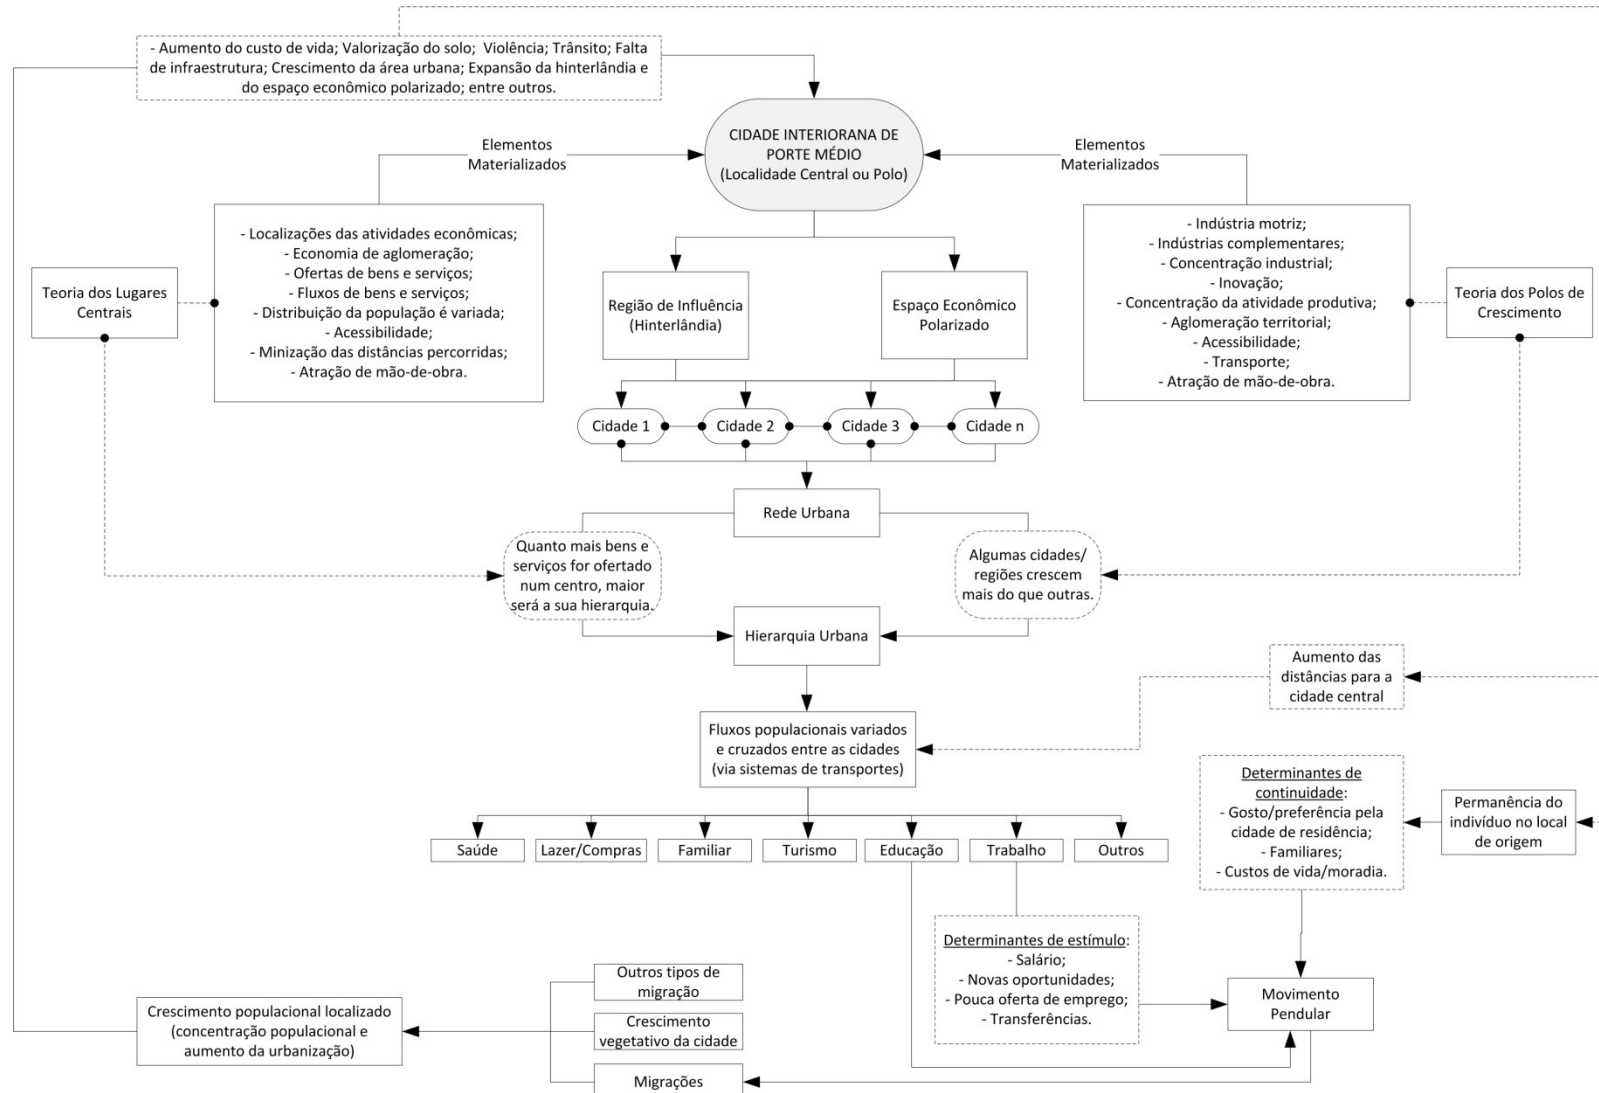 - Aumento do custo de vida; Valorização do solo;  Violência; Trânsito; Falta
de infraestrutura; Crescimento da área urbana; Expansão da hinterlândia e
do espaço econômico polarizado; entre outros.
CIDADE INTERIORANA DE
PORTE MÉDIO
(Localidade Central ou Polo)
Elementos
Materializados
Elementos
Materializados
Teoria dos Lugares
Centrais
- Localizações das atividades econômicas;
- Economia de aglomeração;
- Ofertas de bens e serviços;
- Fluxos de bens e serviços;
- Distribuição da população é variada;
- Acessibilidade;
- Minização das distâncias percorridas;
- Atração de mão-de-obra.
Região de Influência
(Hinterlândia)
Espaço Econômico
Polarizado
- Indústria motriz;
- Indústrias complementares;
- Concentração industrial;
- Inovação;
- Concentração da atividade produtiva;
- Aglomeração territorial;
- Acessibilidade;
- Transporte;
- Atração de mão-de-obra.
Teoria dos Polos de
Crescimento
Cidade 1
Cidade 2
Cidade 3
Cidade n
Rede Urbana
Quanto mais bens e
serviços for ofertado
num centro, maior
será a sua hierarquia.
Algumas cidades/
regiões crescem
mais do que outras.
Hierarquia Urbana
Aumento das
distâncias para a
cidade central
Fluxos populacionais variados
e cruzados entre as cidades
(via sistemas de transportes)
Determinantes de
continuidade:
- Gosto/preferência pela
cidade de residência;
- Familiares;
- Custos de vida/moradia.
Permanência do
indivíduo no local
de origem
Saúde
Lazer/Compras
Familiar
Turismo
Educação
Trabalho
Outros
Determinantes de estímulo:
- Salário;
- Novas oportunidades;
- Pouca oferta de emprego;
- Transferências.
Movimento
Pendular
Outros tipos de
migração
Crescimento
vegetativo da cidade
Migrações
Crescimento populacional localizado
(concentração populacional e
aumento da urbanização)